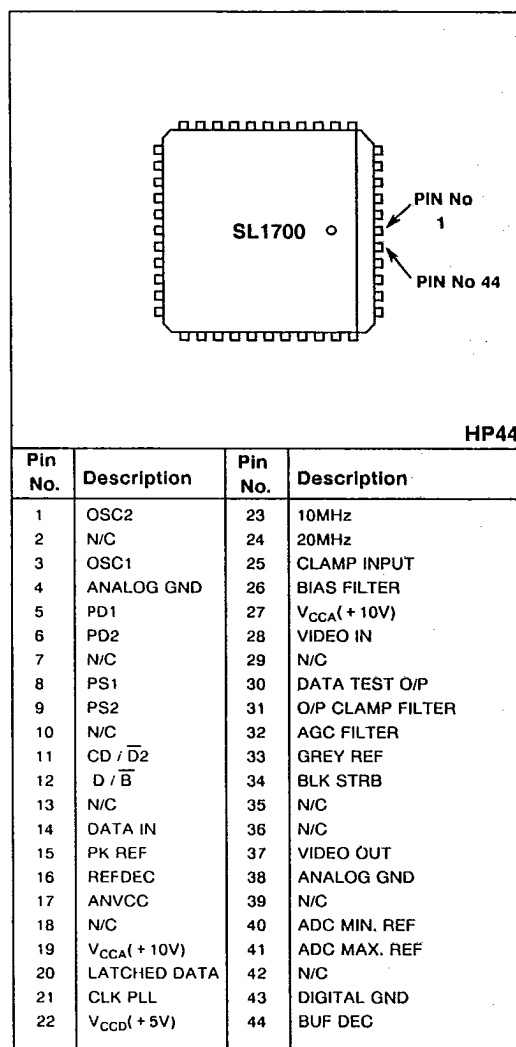 SL1700
PIN No
1
PIN No 44
HP44
Pin No. Description Pin No. Description
1 OSC2 23 10MHz
2 N/C 24 20MHz
3 OSC1 25 CLAMP INPUT
4 ANALOG GND 26 BIAS FILTER
5 PD1 27 V_CCA(+10V)
6 PD2 28 VIDEO IN
7 N/C 29 N/C
8 PS1 30 DATA TEST O/P
9 PS2 31 O/P CLAMP FILTER
10 N/C 32 AGC FILTER
11 CD / D̅2 33 GREY REF
12 D / B̅ 34 BLK STRB
13 N/C 35 N/C
14 DATA IN 36 N/C
15 PK REF 37 VIDEO OUT
16 REFDEC 38 ANALOG GND
17 ANVCC 39 N/C
18 N/C 40 ADC MIN. REF
19 V_CCA(+10V) 41 ADC MAX. REF
20 LATCHED DATA 42 N/C
21 CLK PLL 43 DIGITAL GND
22 V_CCD(+5V) 44 BUF DEC